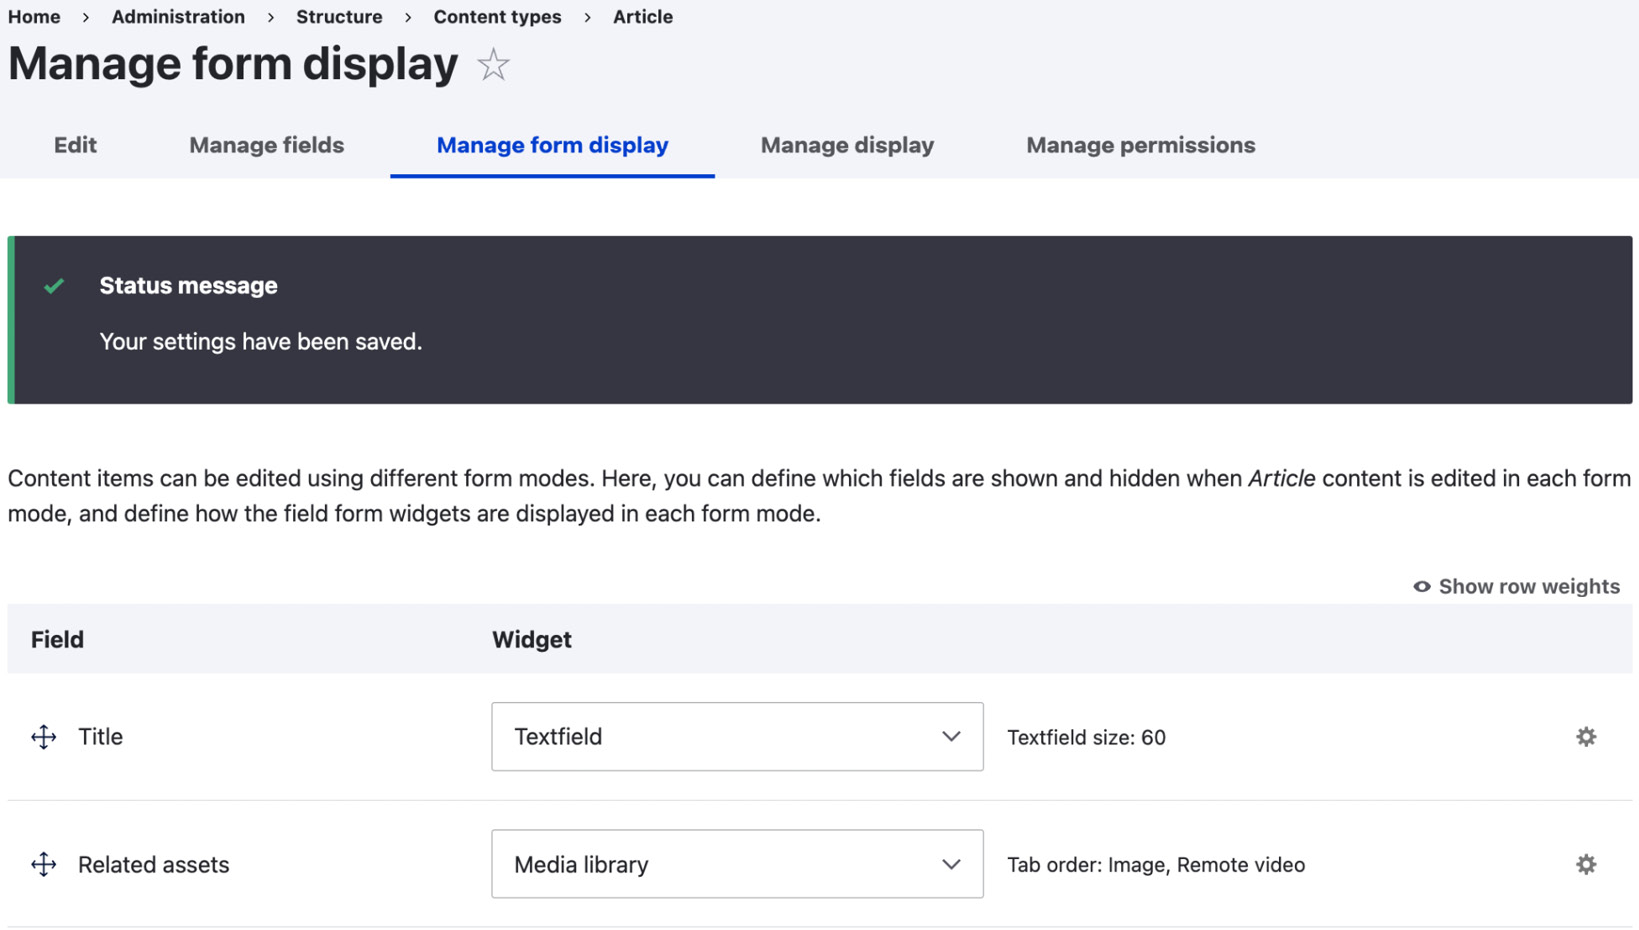 Home › Administration › Structure › Content types › Article
Manage form display
Edit Manage fields Manage form display Manage display Manage permissions
Status message
Your settings have been saved.
Content items can be edited using different form modes. Here, you can define which fields are shown and hidden when Article content is edited in each form
mode, and define how the field form widgets are displayed in each form mode.
Show row weights
Field Widget
Title Textfield Textfield size: 60
Related assets Media library Tab order: Image, Remote video